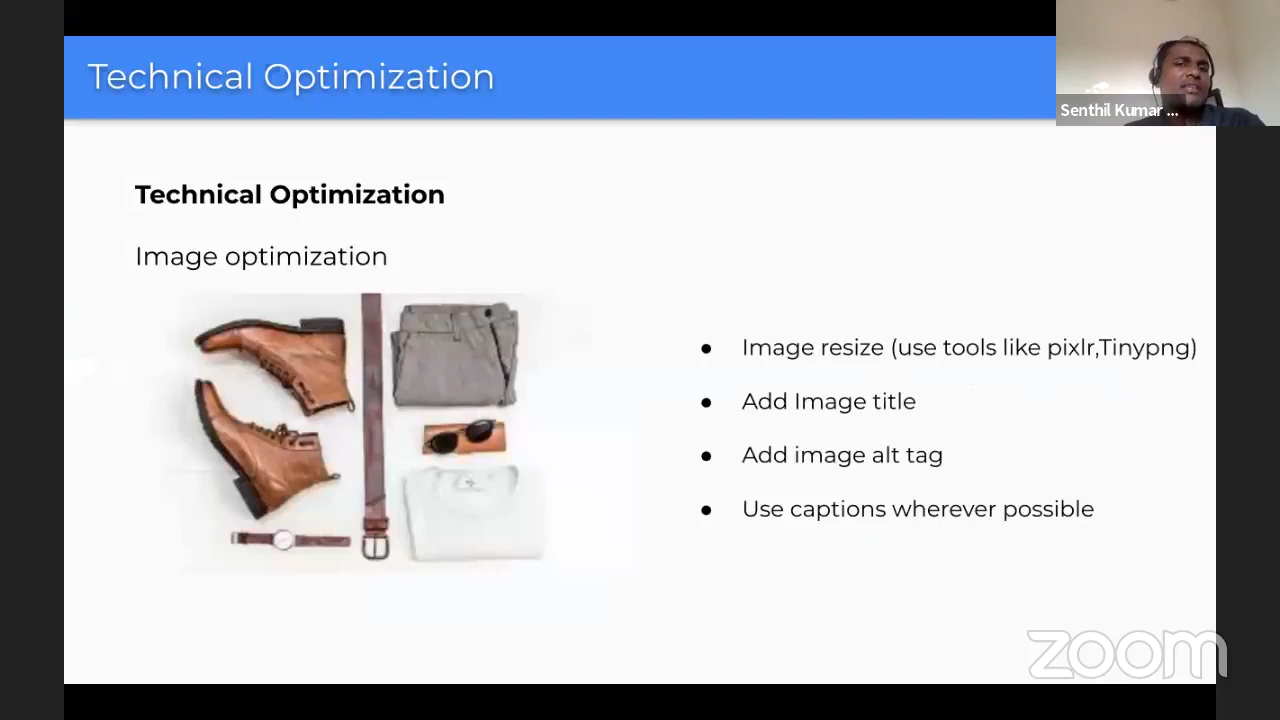 Technical Optimization
Senthil Kumar ...
Technical Optimization
Image optimization
● Image resize (use tools like pixlr,Tinypng)
● Add Image title
● Add image alt tag
● Use captions wherever possible
zoom